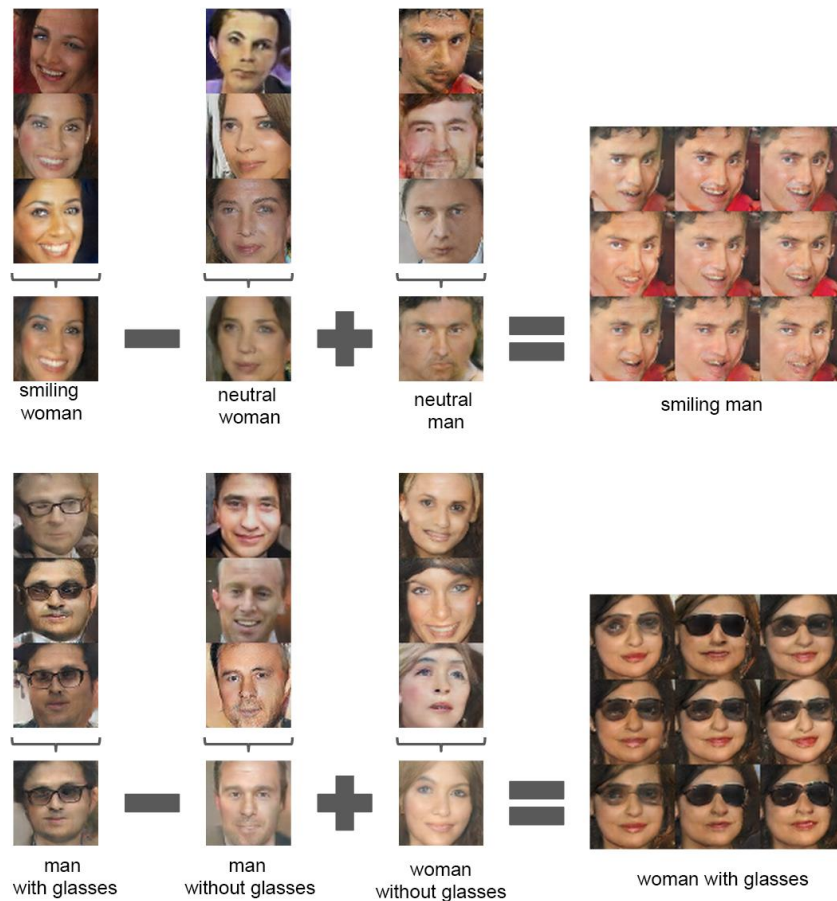 smiling
woman
neutral
woman
neutral
man
smiling man
man
with glasses
man
without glasses
woman
without glasses
woman with glasses